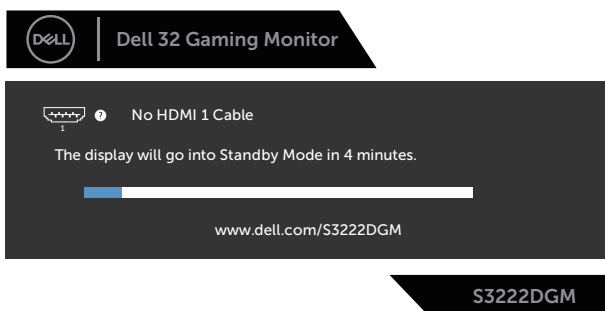 DELL
Dell 32 Gaming Monitor
? No HDMI 1 Cable
1
The display will go into Standby Mode in 4 minutes.
www.dell.com/S3222DGM
S3222DGM